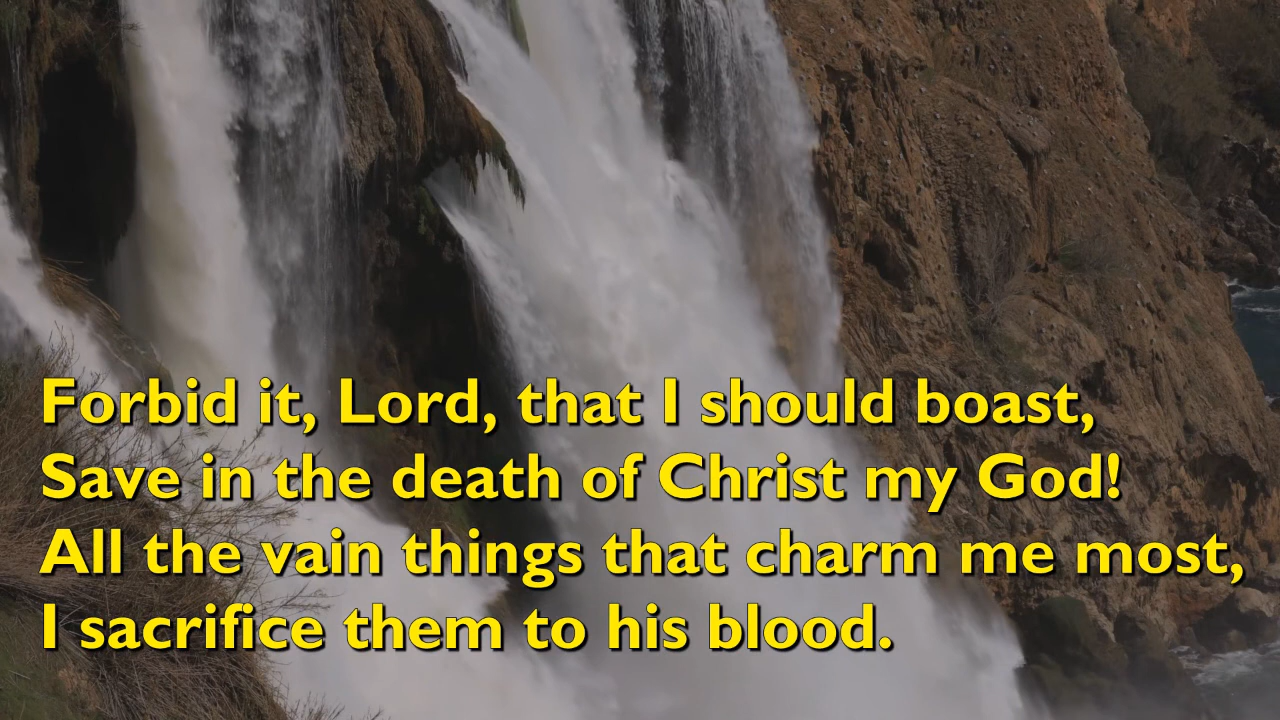 Forbid it, Lord, that I should boast,
Save in the death of Christ my God!
All the vain things that charm me most,
I sacrifice them to his blood.